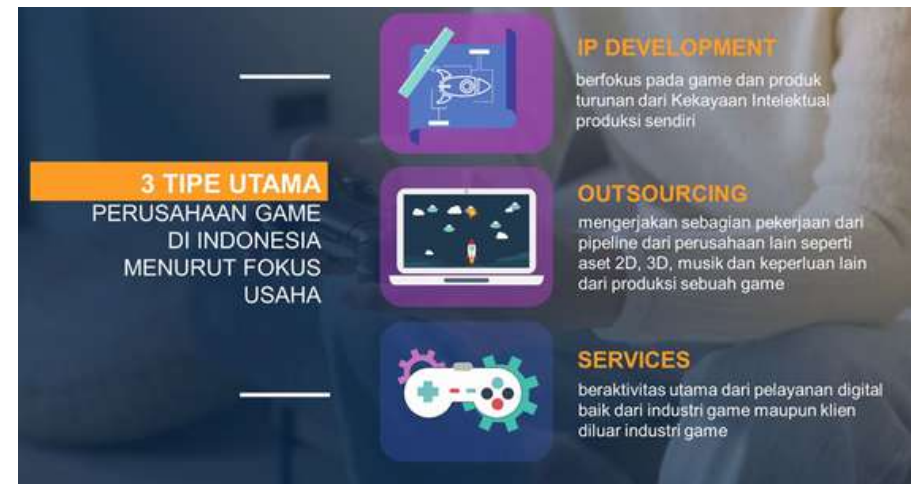 3 TIPE UTAMA
PERUSAHAAN GAME
DI INDONESIA
MENURUT FOKUS
USAHA
IP DEVELOPMENT
berfokus pada game dan produk
turunan dari Kekayaan Intelektual
produksi sendiri
OUTSOURCING
mengerjakan sebagian pekerjaan dari
pipeline dari perusahaan lain seperti
aset 2D, 3D, musik dan keperluan lain
dari produksi sebuah game
SERVICES
beraktivitas utama dari pelayanan digital
baik dari industri game maupun klien
diluar industri game